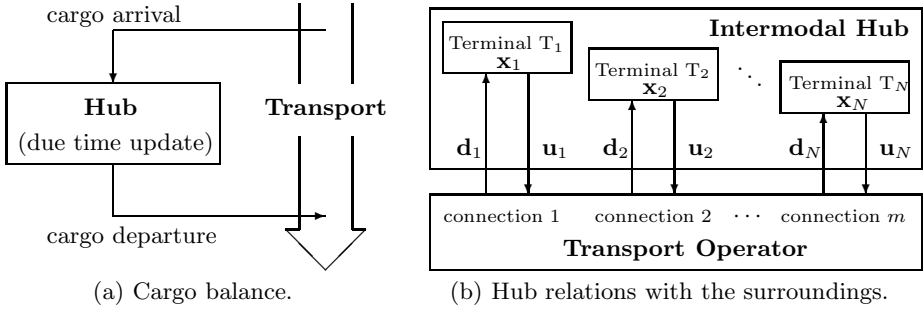 cargo arrival
Hub
(due time update)
Transport
cargo departure
(a) Cargo balance.
Intermodal Hub
Terminal T1
x1
Terminal T2
x2
⋱
Terminal TN
xN
d1 u1 d2 u2 dN uN
connection 1 connection 2 ⋯ connection m
Transport Operator
(b) Hub relations with the surroundings.